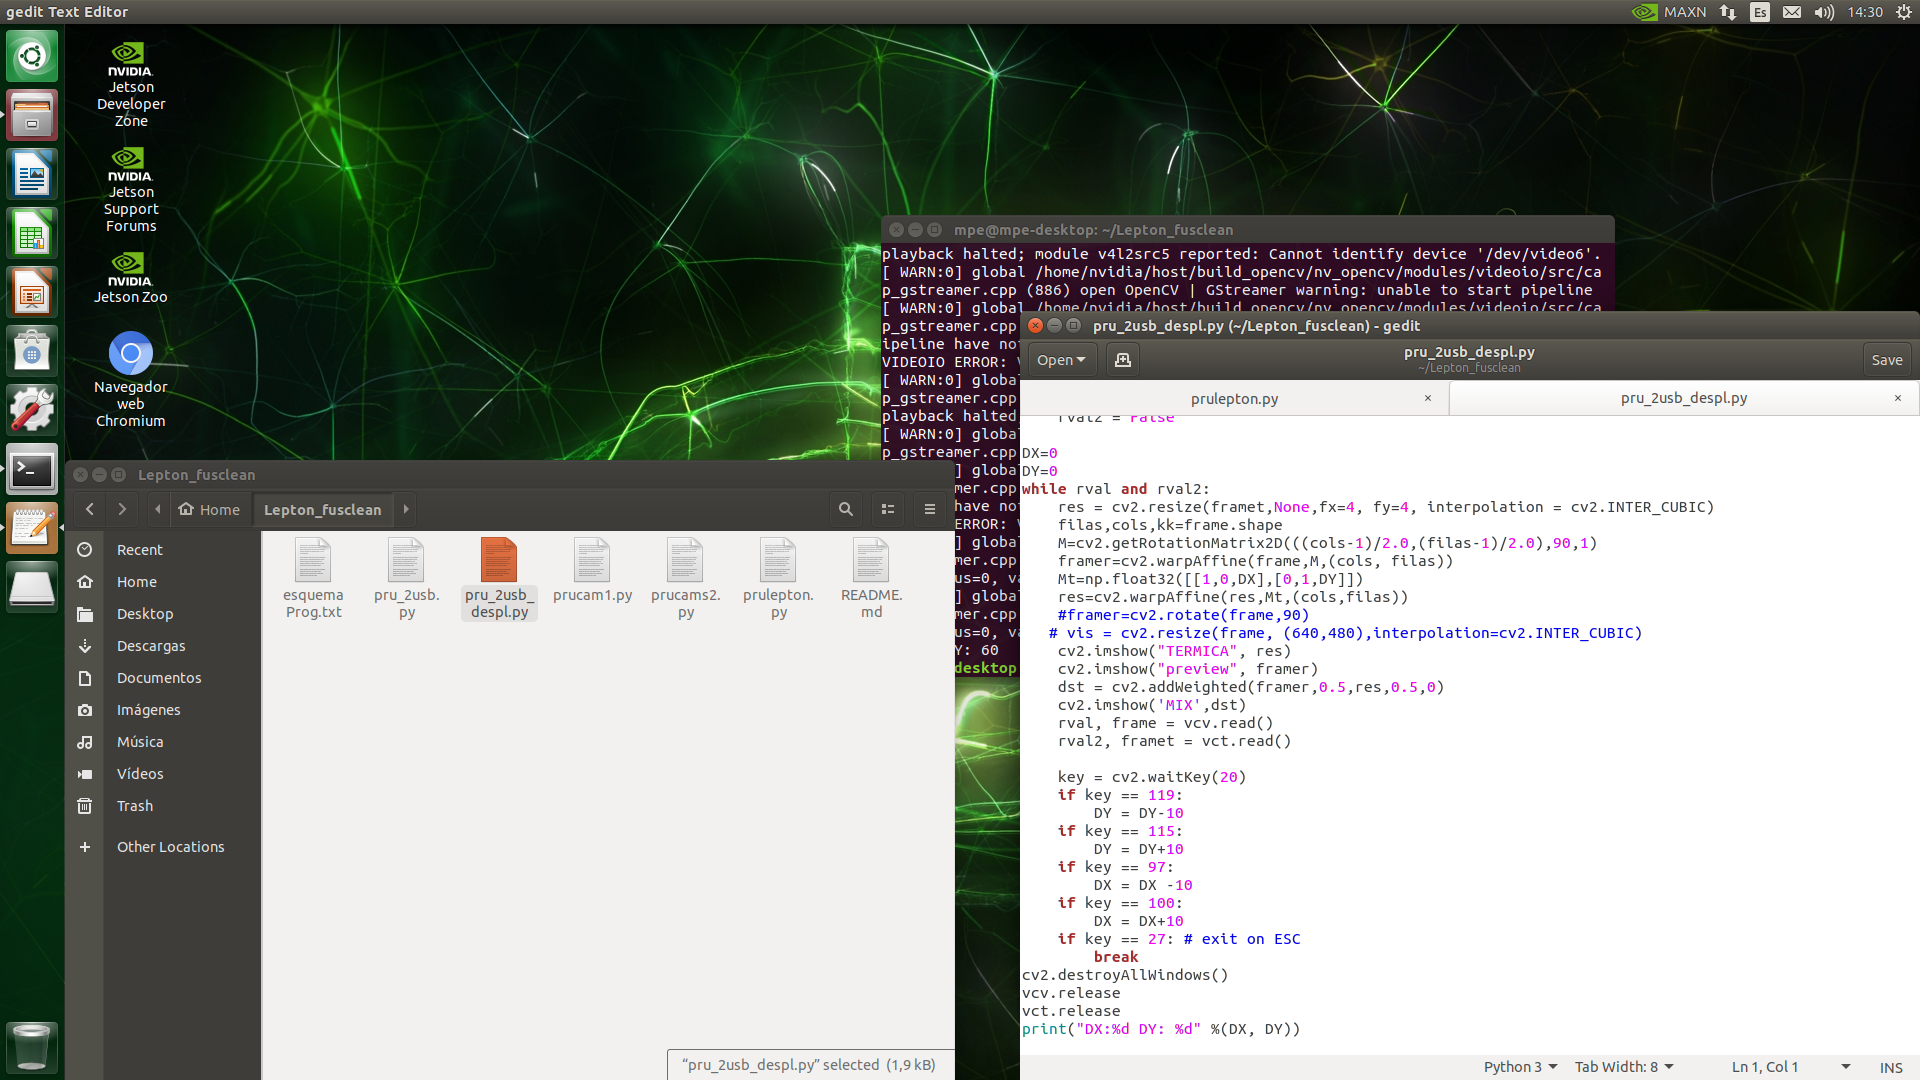 gedit Text Editor
MAXN
Es
14:30
NVIDIA.
Jetson
Developer
Zone
NVIDIA.
Jetson
Support
Forums
NVIDIA.
Jetson Zoo
Navegador
web
Chromium
mpe@mpe-desktop: ~/Lepton_fusclean
playback halted; module v4l2src5 reported: Cannot identify device '/dev/video6'.
[ WARN:0] global /home/nvidia/host/build_opencv/nv_opencv/modules/videoio/src/ca
p_gstreamer.cpp (886) open OpenCV | GStreamer warning: unable to start pipeline
[ WARN:0] global /home/nvidia/host/build_opencv/nv_opencv/modules/videoio/src/ca
p_gstreamer.cpp
ipeline have no
VIDEOIO ERROR:
[ WARN:0] global
p_gstreamer.cpp
playback halted
[ WARN:0] global
p_gstreamer.cpp
] globa
mer.cpp
have no
ERROR:
] globa
mer.cpp
us=0, va
] globa
mer.cpp
us=0, va
Y: 60
desktop
Lepton_fusclean
Home
Lepton_fusclean
Recent
Home
Desktop
Descargas
Documentos
Imágenes
Música
Vídeos
Trash
Other Locations
esquema
Prog.txt
pru_2usb.
py
pru_2usb_
despl.py
prucam1.py
prucams2.
py
prulepton.
py
README.
md
"pru_2usb_despl.py" selected (1,9 kB)
pru_2usb_despl.py (~/Lepton_fusclean) - gedit
Open
pru_2usb_despl.py
~/Lepton_fusclean
Save
prulepton.py
pru_2usb_despl.py
rval2 = False
DX=0
DY=0
while rval and rval2:
    res = cv2.resize(framet,None,fx=4, fy=4, interpolation = cv2.INTER_CUBIC)
    filas,cols,kk=frame.shape
    M=cv2.getRotationMatrix2D(((cols-1)/2.0,(filas-1)/2.0),90,1)
    framer=cv2.warpAffine(frame,M,(cols, filas))
    Mt=np.float32([[1,0,DX],[0,1,DY]])
    res=cv2.warpAffine(res,Mt,(cols,filas))
    #framer=cv2.rotate(frame,90)
   # vis = cv2.resize(frame, (640,480),interpolation=cv2.INTER_CUBIC)
    cv2.imshow("TERMICA", res)
    cv2.imshow("preview", framer)
    dst = cv2.addWeighted(framer,0.5,res,0.5,0)
    cv2.imshow('MIX',dst)
    rval, frame = vcv.read()
    rval2, framet = vct.read()
    key = cv2.waitKey(20)
    if key == 119:
        DY = DY-10
    if key == 115:
        DY = DY+10
    if key == 97:
        DX = DX -10
    if key == 100:
        DX = DX+10
    if key == 27: # exit on ESC
        break
cv2.destroyAllWindows()
vcv.release
vct.release
print("DX:%d DY: %d" %(DX, DY))
Python 3
Tab Width: 8
Ln 1, Col 1
INS